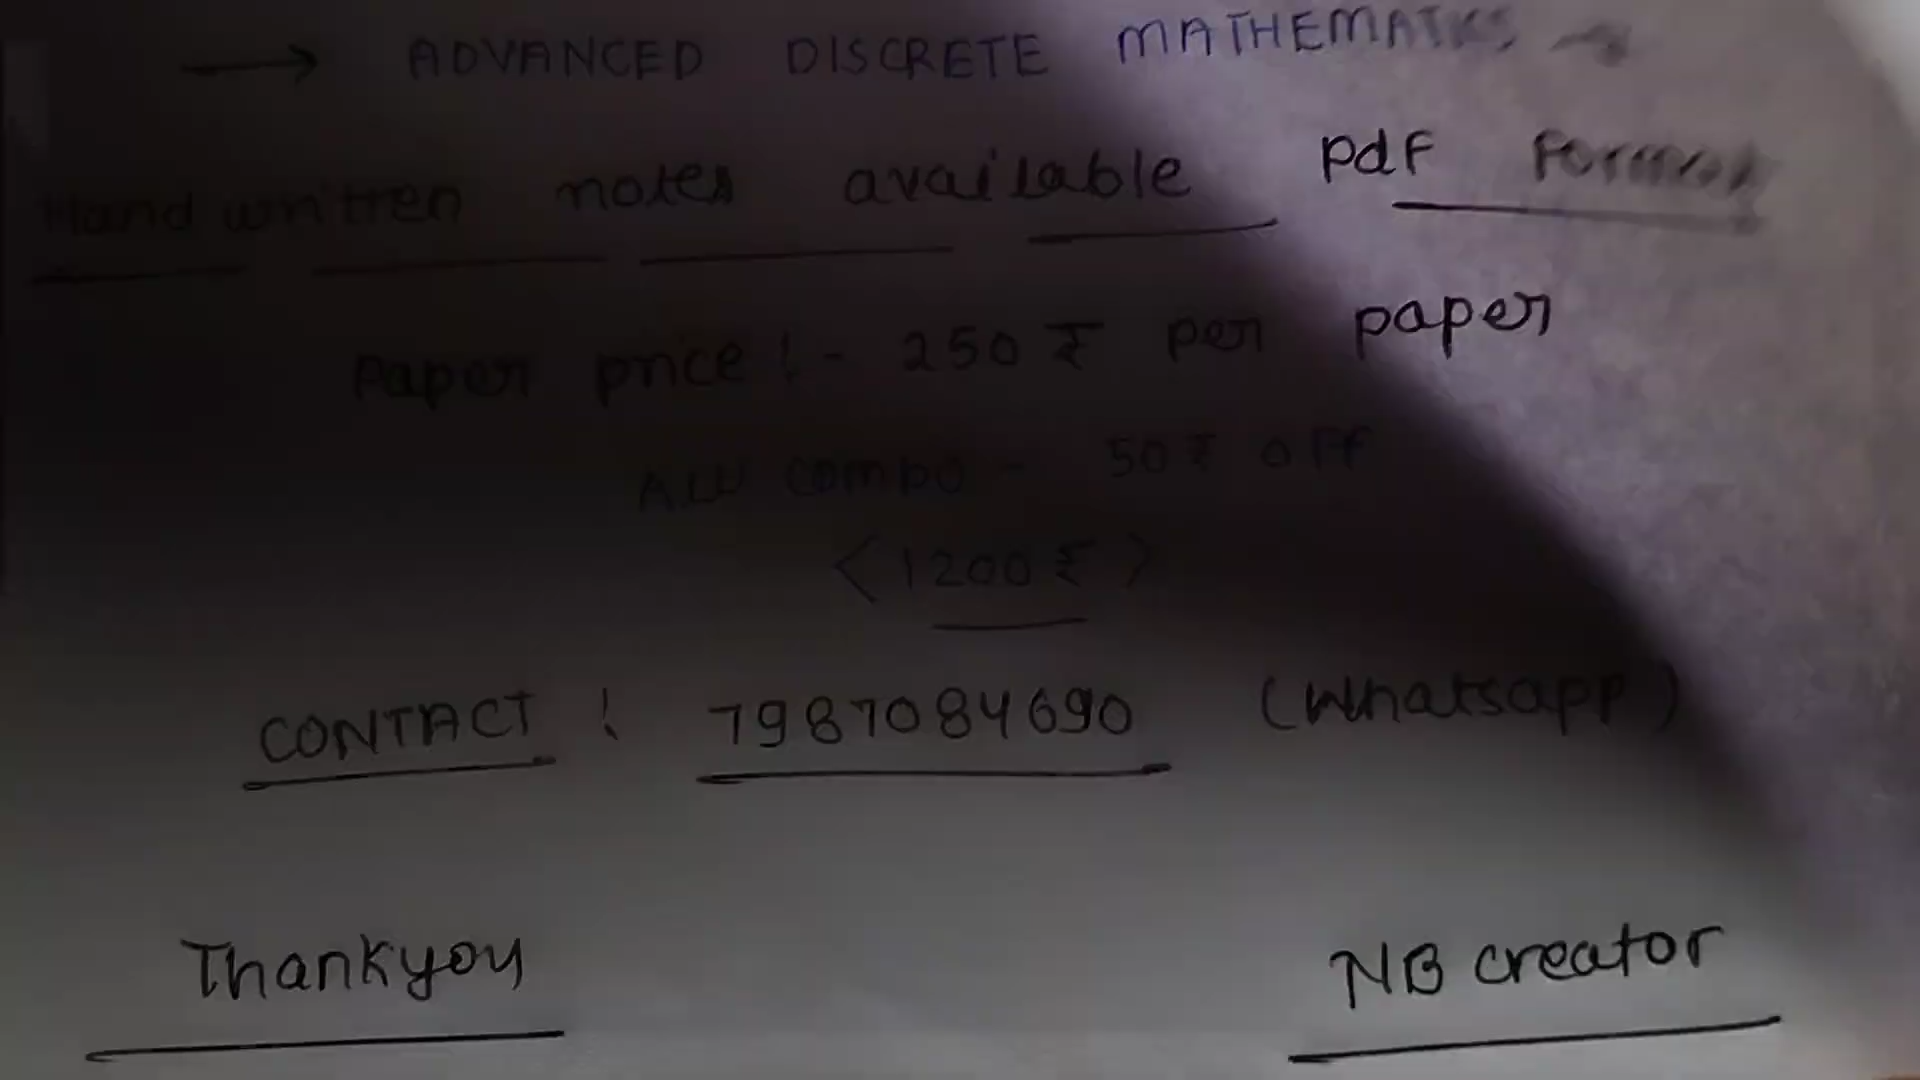 → ADVANCED DISCRETE MATHEMATICS →
Hand written notes available pdf format
Paper price :- 250 ₹ per paper
All combo - 50 ₹ off
<1200 ₹>
CONTACT : 7987084690 (Whatsapp)
Thankyou
NB creator